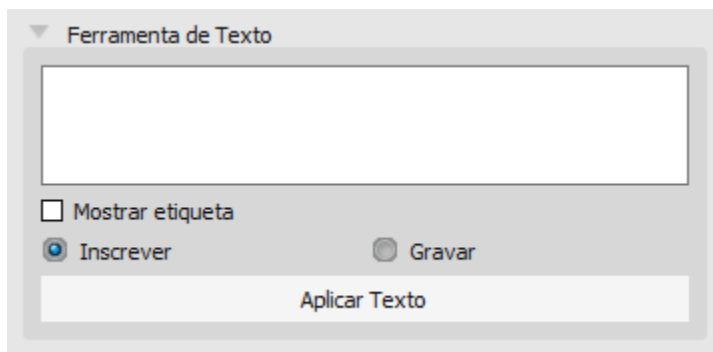 Ferramenta de Texto
Mostrar etiqueta
Inscrever Gravar
Aplicar Texto